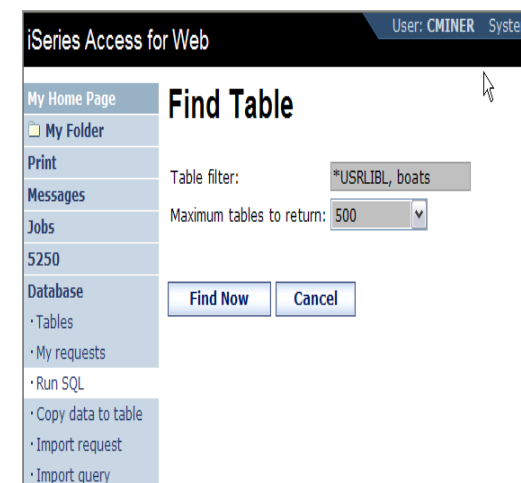 iSeries Access for Web
User: CMINER Syste
My Home Page
My Folder
Print
Messages
Jobs
5250
Database
· Tables
· My requests
· Run SQL
· Copy data to table
· Import request
· Import query
Find Table
Table filter: *USRLIBL, boats
Maximum tables to return: 500
Find Now Cancel